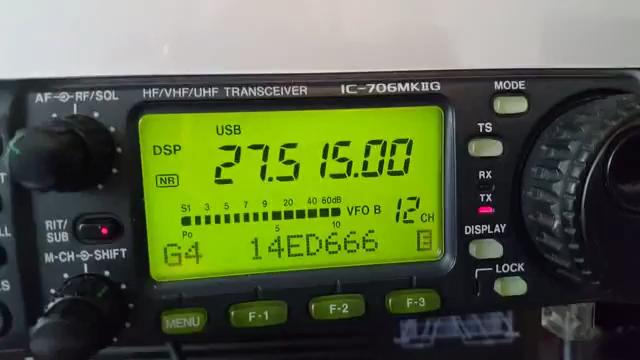 AF RF/SOL HF/VHF/UHF TRANSCEIVER IC-706MKIIG
MODE
USB
DSP 27.515.00
TS
NR
S1 3 5 7 9 20 40 60dB
RX
VFO B 12 CH
TX
RIT/
SUB
Po 5 10
G4 14ED666 E
DISPLAY
M-CH SHIFT
LOCK
MENU F-1 F-2 F-3